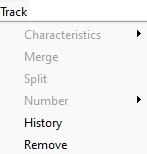 Track
Characteristics
Merge
Split
Number
History
Remove